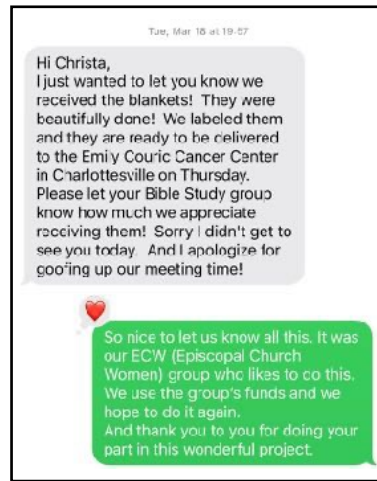 Tue, Mar 18 at 19:57
Hi Christa,
I just wanted to let you know we
received the blankets!  They were
beautifully done!  We labeled them
and they are ready to be delivered
to the Emily Couric Cancer Center
in Charlottesville on Thursday.
Please let your Bible Study group
know how much we appreciate
receiving them!  Sorry I didn't get to
see you today.  And I apologize for
goofing up our meeting time!
So nice to let us know all this. It was
our ECW (Episcopal Church
Women) group who likes to do this.
We use the group's funds and we
hope to do it again.
And thank you to you for doing your
part in this wonderful project.